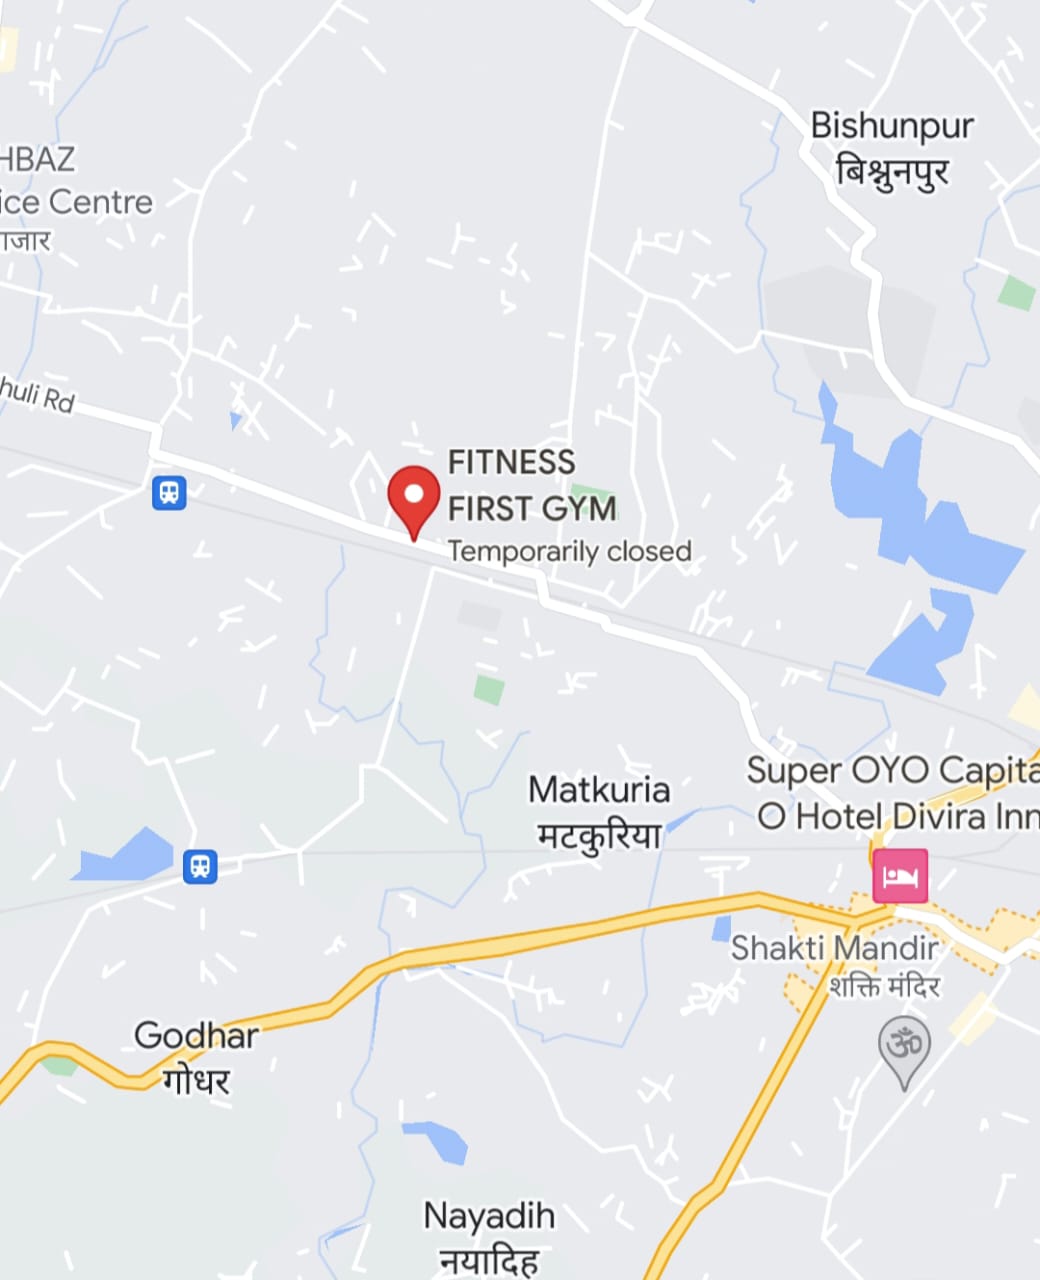 Bishunpur
बिश्नुनपुर
HBAZ
ice Centre
ाजार
huli Rd
FITNESS
FIRST GYM
Temporarily closed
Super OYO Capita
O Hotel Divira Inn
Matkuria
मटकुरिया
Shakti Mandir
शक्ति मंदिर
Godhar
गोधर
Nayadih
नयादिह